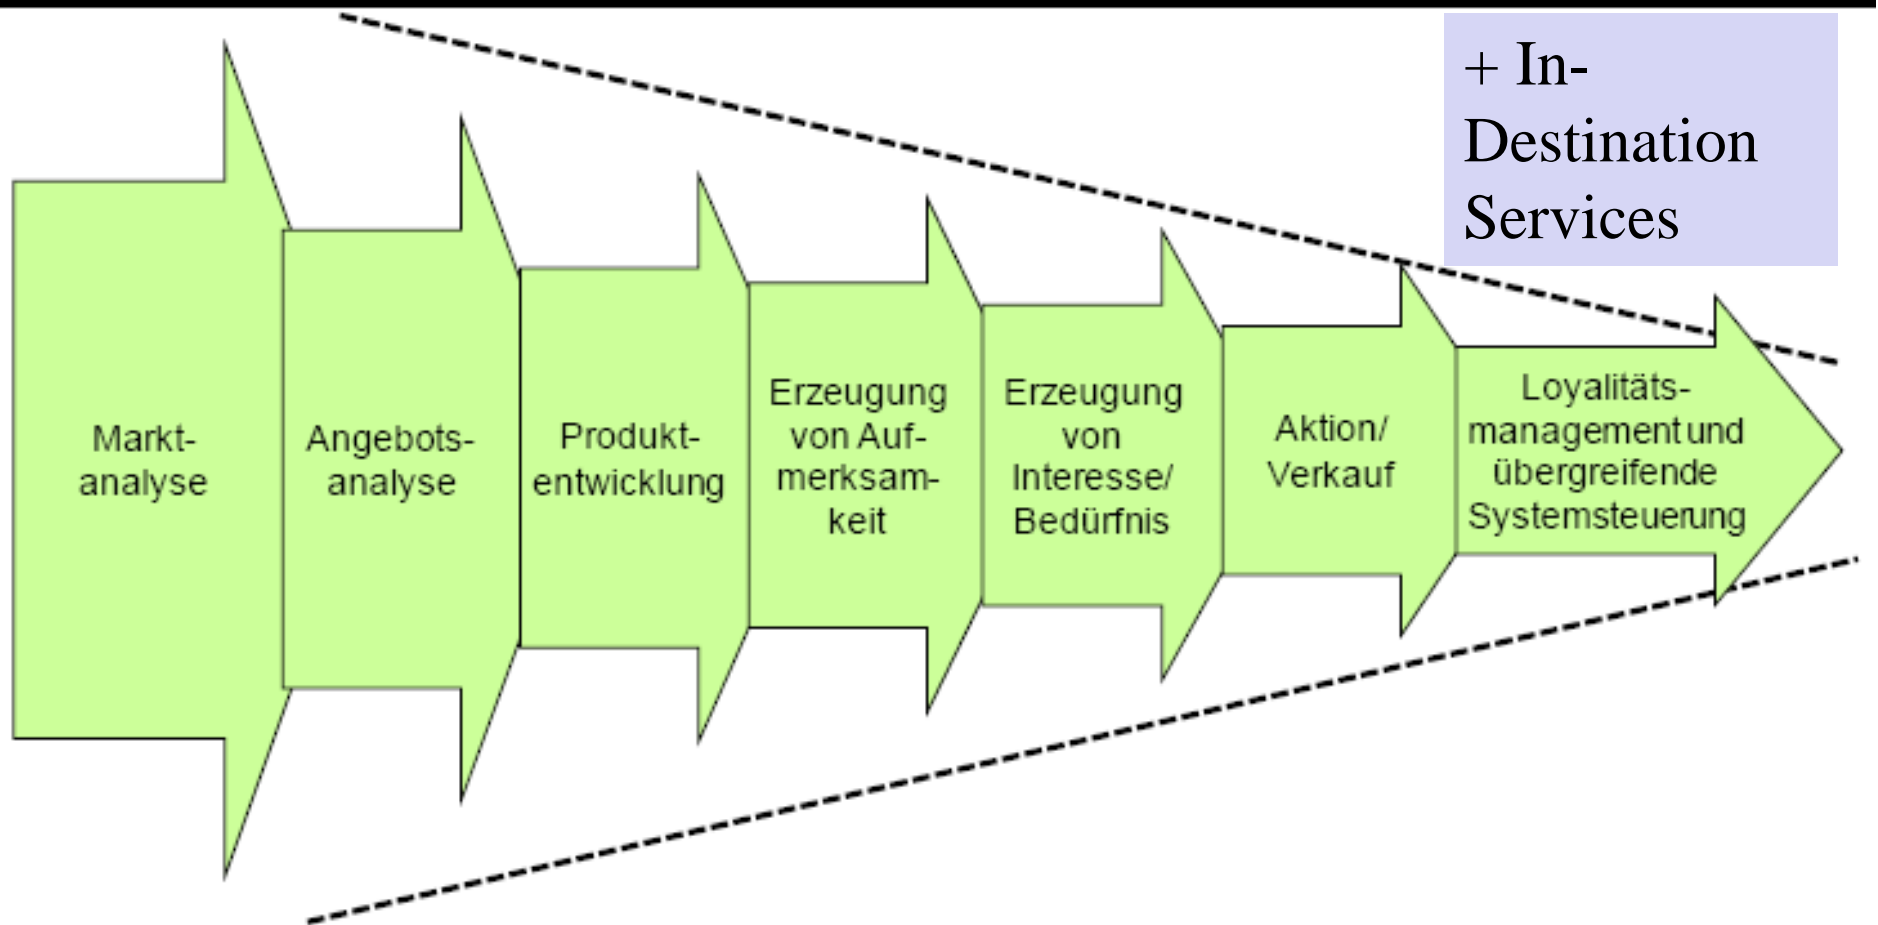 + In-
Destination
Services
Markt-
analyse
Angebots-
analyse
Produkt-
entwicklung
Erzeugung
von Auf-
merksam-
keit
Erzeugung
von
Interesse/
Bedürfnis
Aktion/
Verkauf
Loyalitäts-
management und
übergreifende
Systemsteuerung